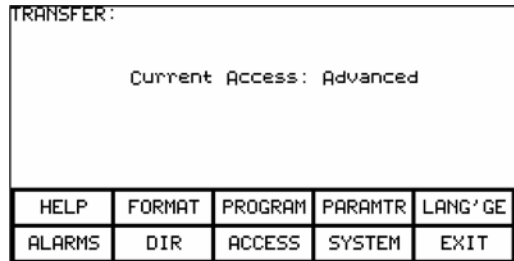 TRANSFER:
Current Access: Advanced
HELP FORMAT PROGRAM PARAMTR LANG'GE
ALARMS DIR ACCESS SYSTEM EXIT